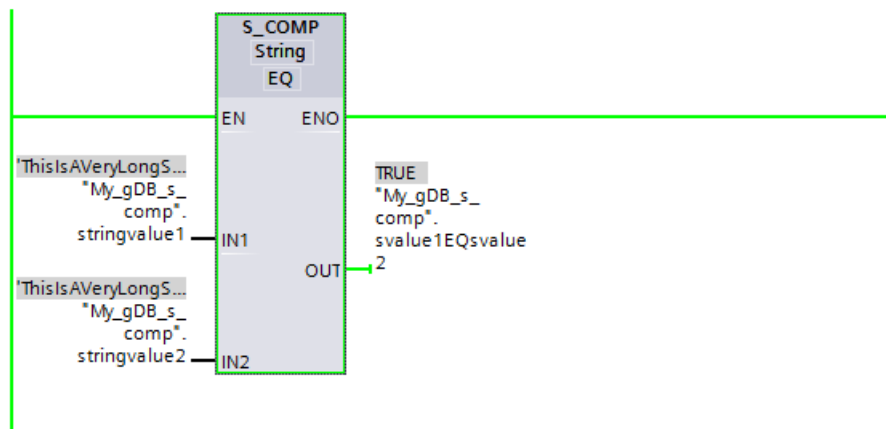 S_COMP
String
EQ
EN ENO
'ThisIsAVeryLongS...
"My_gDB_s_
comp".
stringvalue1
IN1
TRUE
"My_gDB_s_
comp".
svalue1EQsvalue
2
OUT
'ThisIsAVeryLongS...
"My_gDB_s_
comp".
stringvalue2
IN2